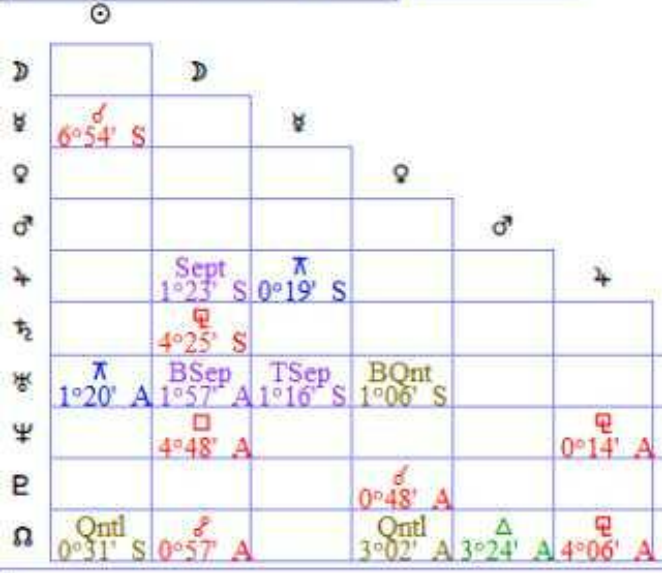 ☉
☽ ☽
☿ ☌ ☿
6°54' S
♀ ♀
♂ ♂
♃ Sept ⚻ ♃
1°23' S 0°19' S
♄ ⚼
4°25' S
♅ ⚻ BSep TSep BQnt
1°20' A 1°57' A 1°16' S 1°06' S
♆ □ ⚼
4°48' A 0°14' A
♇ ☌
0°48' A
☊ Qntl ☍ Qntl △ ⚼
0°31' S 0°57' A 3°02' A 3°24' A 4°06' A